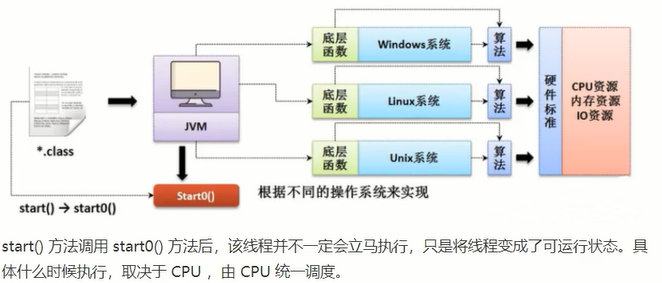 底层函数
Windows系统
算法
底层函数
Linux系统
算法
底层函数
Unix系统
算法
硬件标准
CPU资源
内存资源
IO资源
*.class
JVM
start() → start0()
Start0()
根据不同的操作系统来实现
start() 方法调用 start0() 方法后，该线程并不一定会立马执行，只是将线程变成了可运行状态。具
体什么时候执行，取决于 CPU ，由 CPU 统一调度。